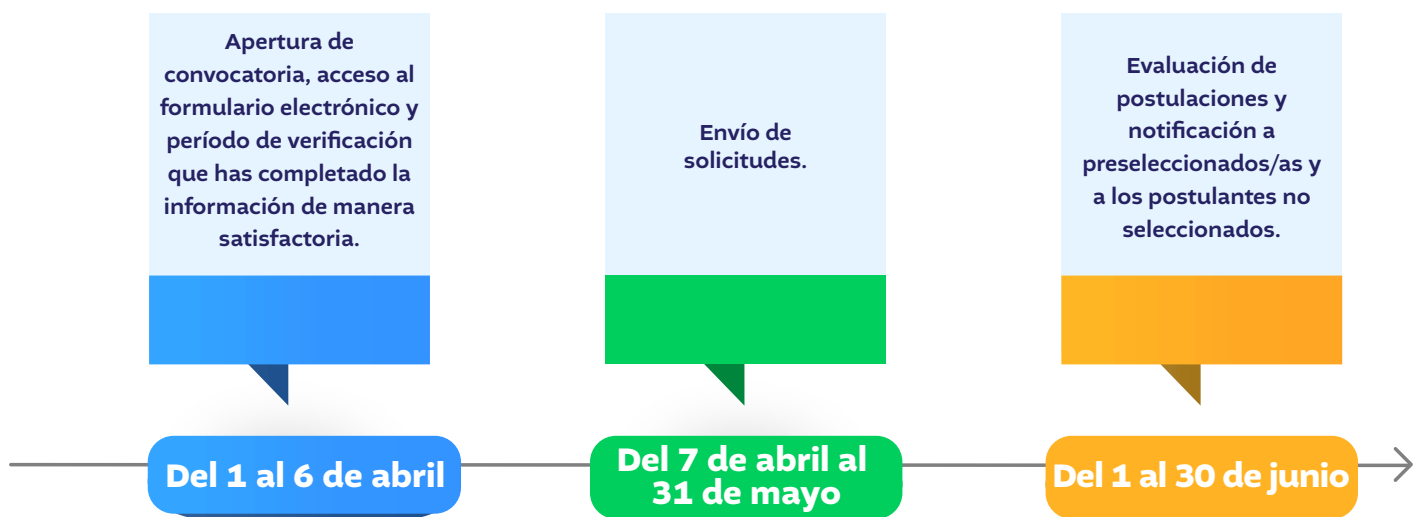 Apertura de
convocatoria, acceso al
formulario electrónico y
período de verificación
que has completado la
información de manera
satisfactoria.
Envío de
solicitudes.
Evaluación de
postulaciones y
notificación a
preseleccionados/as y
a los postulantes no
seleccionados.
Del 1 al 6 de abril
Del 7 de abril al
31 de mayo
Del 1 al 30 de junio